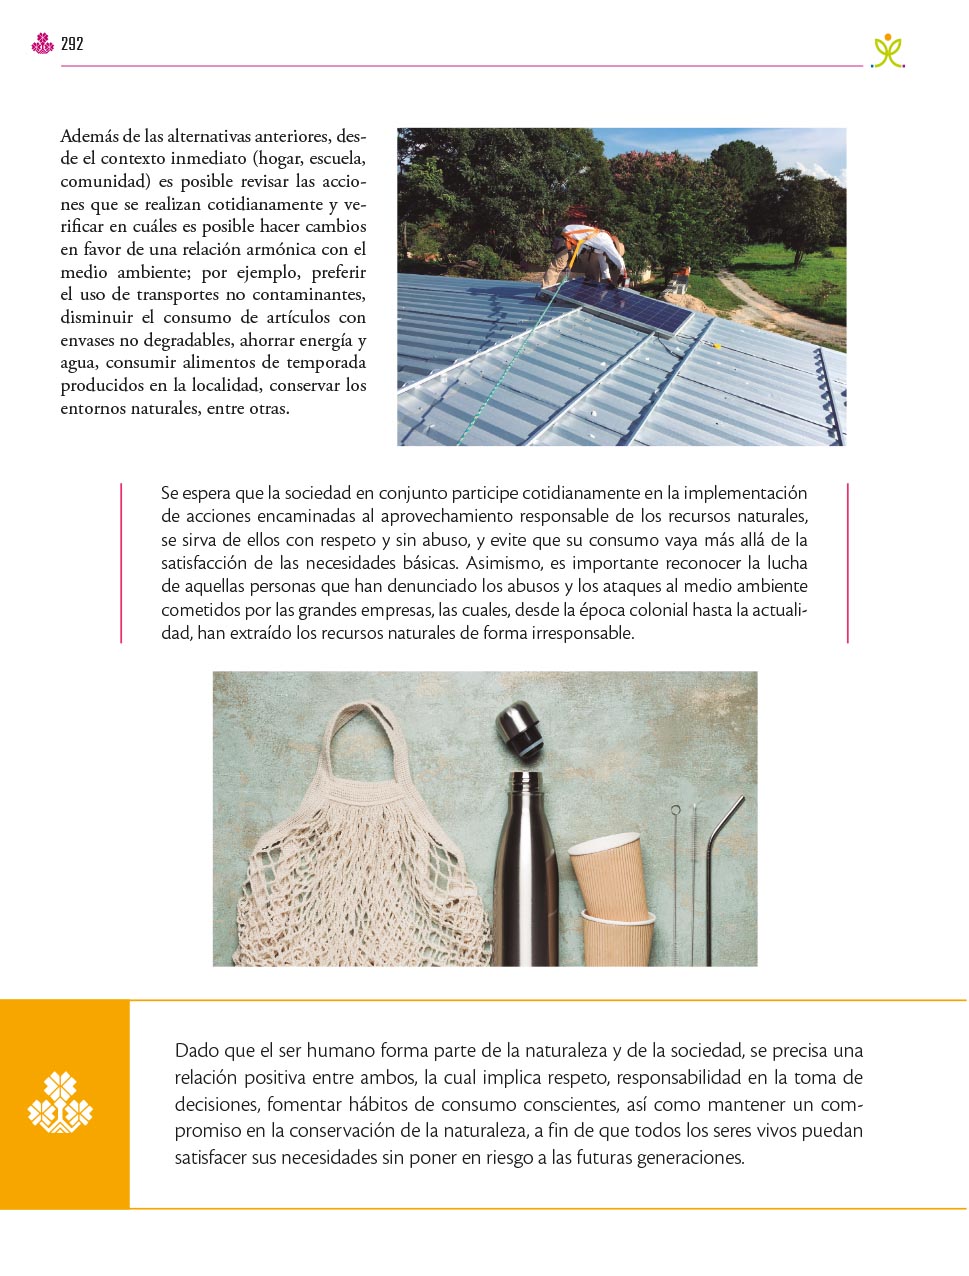 292
Además de las alternativas anteriores, des-
de el contexto inmediato (hogar, escuela,
comunidad) es posible revisar las accio-
nes que se realizan cotidianamente y ve-
rificar en cuáles es posible hacer cambios
en favor de una relación armónica con el
medio ambiente; por ejemplo, preferir
el uso de transportes no contaminantes,
disminuir el consumo de artículos con
envases no degradables, ahorrar energía y
agua, consumir alimentos de temporada
producidos en la localidad, conservar los
entornos naturales, entre otras.
Se espera que la sociedad en conjunto participe cotidianamente en la implementación
de acciones encaminadas al aprovechamiento responsable de los recursos naturales,
se sirva de ellos con respeto y sin abuso, y evite que su consumo vaya más allá de la
satisfacción de las necesidades básicas. Asimismo, es importante reconocer la lucha
de aquellas personas que han denunciado los abusos y los ataques al medio ambiente
cometidos por las grandes empresas, las cuales, desde la época colonial hasta la actuali-
dad, han extraído los recursos naturales de forma irresponsable.
Dado que el ser humano forma parte de la naturaleza y de la sociedad, se precisa una
relación positiva entre ambos, la cual implica respeto, responsabilidad en la toma de
decisiones, fomentar hábitos de consumo conscientes, así como mantener un com-
promiso en la conservación de la naturaleza, a fin de que todos los seres vivos puedan
satisfacer sus necesidades sin poner en riesgo a las futuras generaciones.